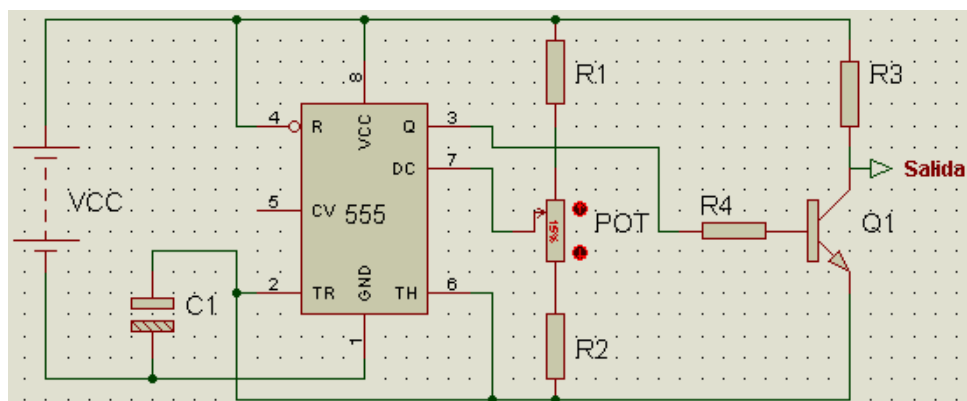 R1
R3
8
4
R
VCC
Q
3
DC
7
Salida
VCC
5
CV
555
15%
POT
R4
Q1
2
TR
GND
TH
6
C1
1
R2